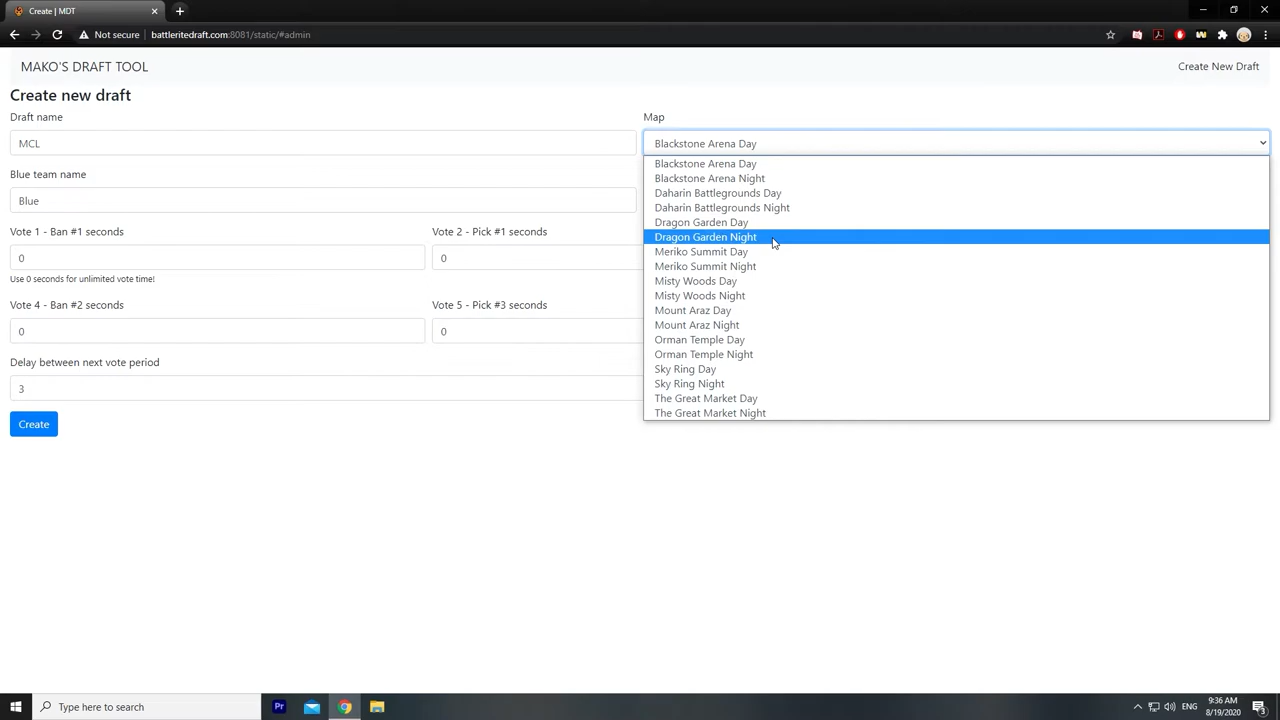 Create | MDT
Not secure
battleritedraft.com:8081/static/#admin
MAKO'S DRAFT TOOL
Create New Draft
Create new draft
Draft name
Map
MCL
Blackstone Arena Day
Blackstone Arena Day
Blackstone Arena Night
Daharin Battlegrounds Day
Daharin Battlegrounds Night
Dragon Garden Day
Dragon Garden Night
Meriko Summit Day
Meriko Summit Night
Misty Woods Day
Misty Woods Night
Mount Araz Day
Mount Araz Night
Orman Temple Day
Orman Temple Night
Sky Ring Day
Sky Ring Night
The Great Market Day
The Great Market Night
Blue team name
Blue
Vote 1 - Ban #1 seconds
Vote 2 - Pick #1 seconds
0
0
Use 0 seconds for unlimited vote time!
Vote 4 - Ban #2 seconds
Vote 5 - Pick #3 seconds
0
0
Delay between next vote period
3
Create
Type here to search
Pr
ENG
9:36 AM
8/19/2020
3